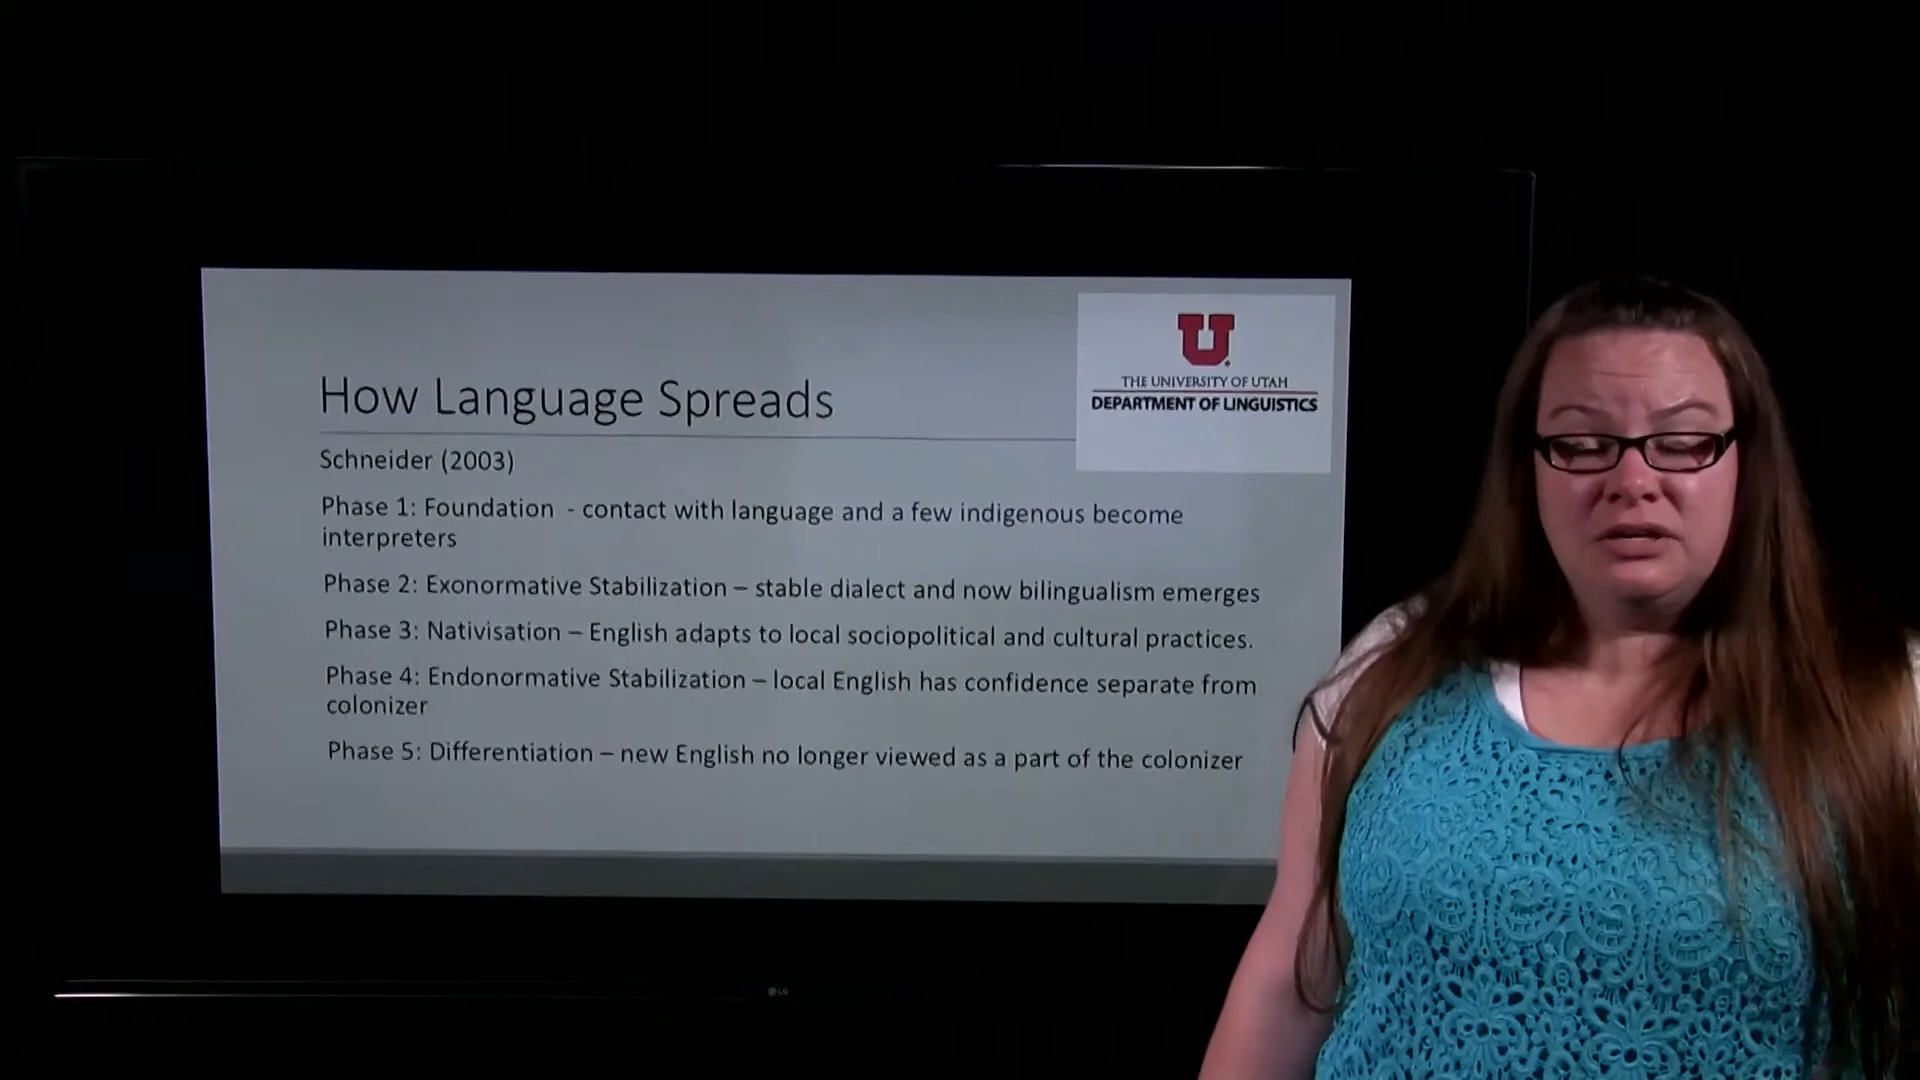 U
THE UNIVERSITY OF UTAH
DEPARTMENT OF LINGUISTICS
How Language Spreads
Schneider (2003)
Phase 1: Foundation - contact with language and a few indigenous become
interpreters
Phase 2: Exonormative Stabilization – stable dialect and now bilingualism emerges
Phase 3: Nativisation – English adapts to local sociopolitical and cultural practices.
Phase 4: Endonormative Stabilization – local English has confidence separate from
colonizer
Phase 5: Differentiation – new English no longer viewed as a part of the colonizer
LG